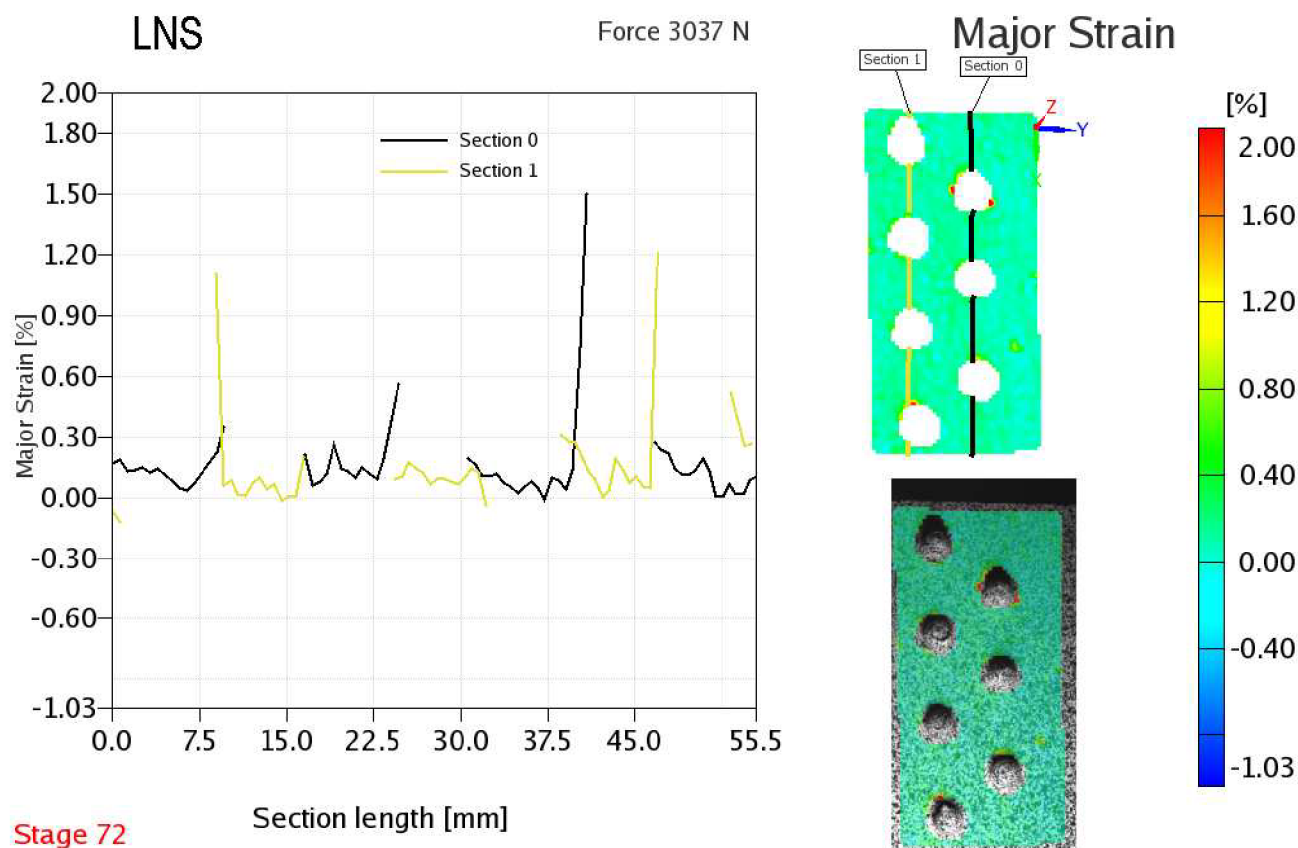 LNS
Force 3037 N
Major Strain
Section 1
Section 0
Z
Y
X
[%]
2.00
1.60
1.20
0.80
0.40
0.00
-0.40
-1.03
Major Strain [%]
2.00
1.80
1.50
1.20
0.90
0.60
0.30
0.00
-0.30
-0.60
-1.03
Section 0
Section 1
0.0 7.5 15.0 22.5 30.0 37.5 45.0 55.5
Section length [mm]
Stage 72